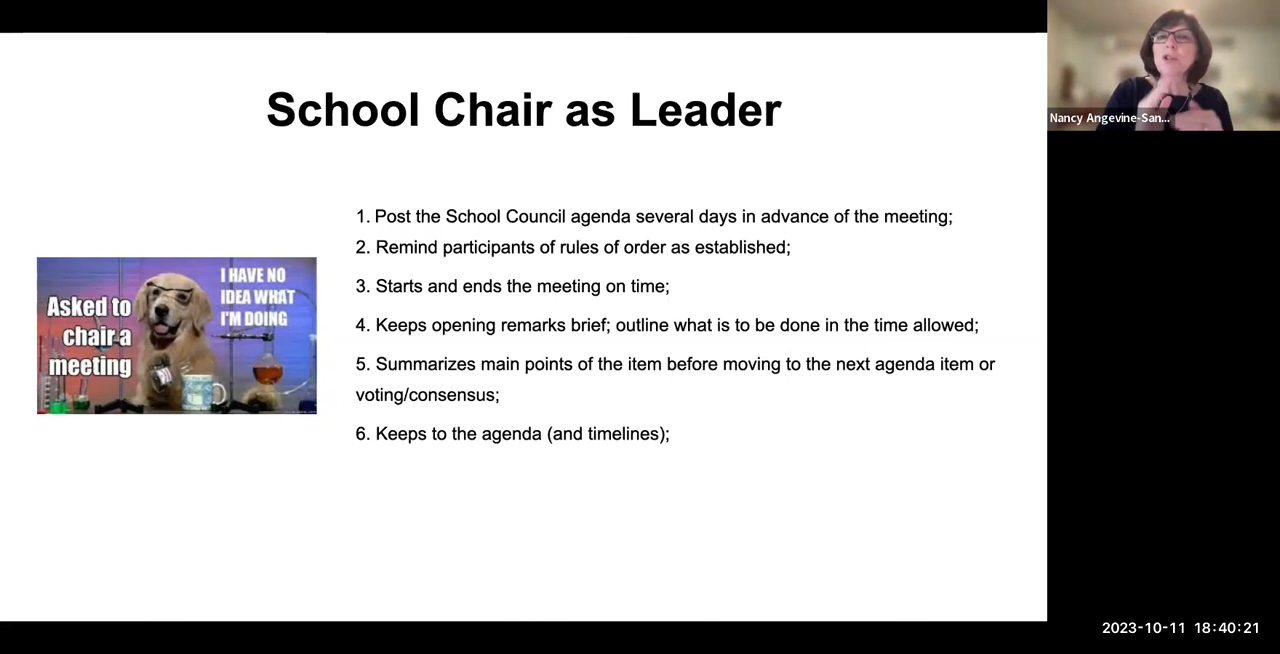 School Chair as Leader
1. Post the School Council agenda several days in advance of the meeting;
2. Remind participants of rules of order as established;
3. Starts and ends the meeting on time;
4. Keeps opening remarks brief; outline what is to be done in the time allowed;
5. Summarizes main points of the item before moving to the next agenda item or
voting/consensus;
6. Keeps to the agenda (and timelines);
Asked to
chair a
meeting
I HAVE NO
IDEA WHAT
I'M DOING
Nancy Angevine-San...
2023-10-11 18:40:21